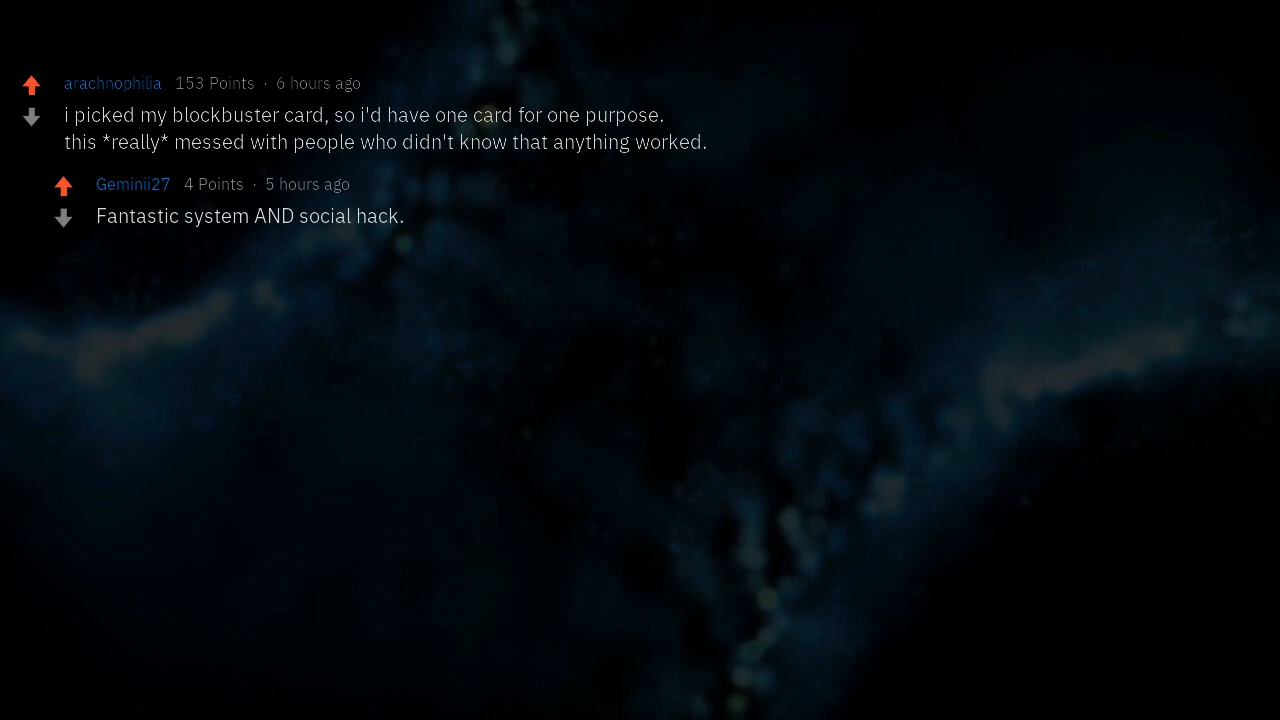 arachnophilia 153 Points · 6 hours ago
i picked my blockbuster card, so i'd have one card for one purpose.
this *really* messed with people who didn't know that anything worked.
Geminii27 4 Points · 5 hours ago
Fantastic system AND social hack.